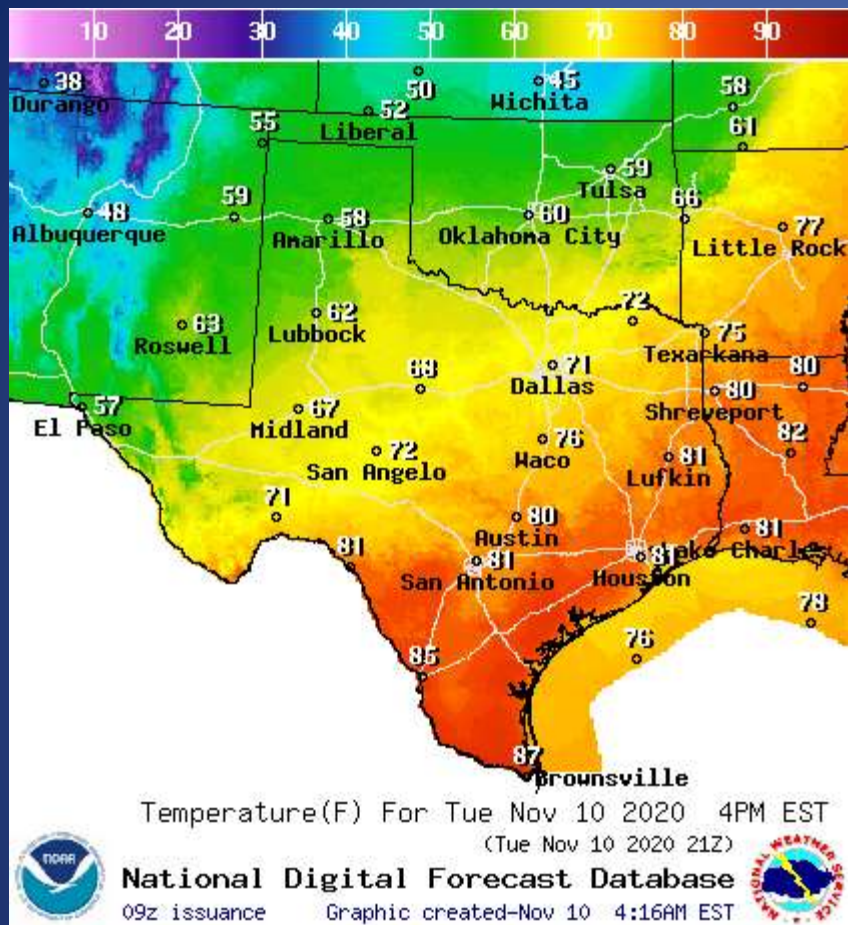 10 20 30 40 50 60 70 80 90
38
Durango
50
45
Wichita
58
52
Liberal
55
61
59
Tulsa
48
Albuquerque
59
58
Amarillo
60
Oklahoma City
66
77
Little Rock
63
Roswell
62
Lubbock
72
75
Texarkana
57
El Paso
67
Midland
68
71
Dallas
80
Shreveport
80
72
San Angelo
76
Waco
81
Lufkin
82
71
80
Austin
81
81
81
San Antonio
81
Houston
Lake Charles
85
76
78
87
Brownsville
Temperature(F) For Tue Nov 10 2020 4PM EST
(Tue Nov 10 2020 21Z)
National Digital Forecast Database
09z issuance Graphic created-Nov 10 4:16AM EST
NOAA
NATIONAL WEATHER SERVICE